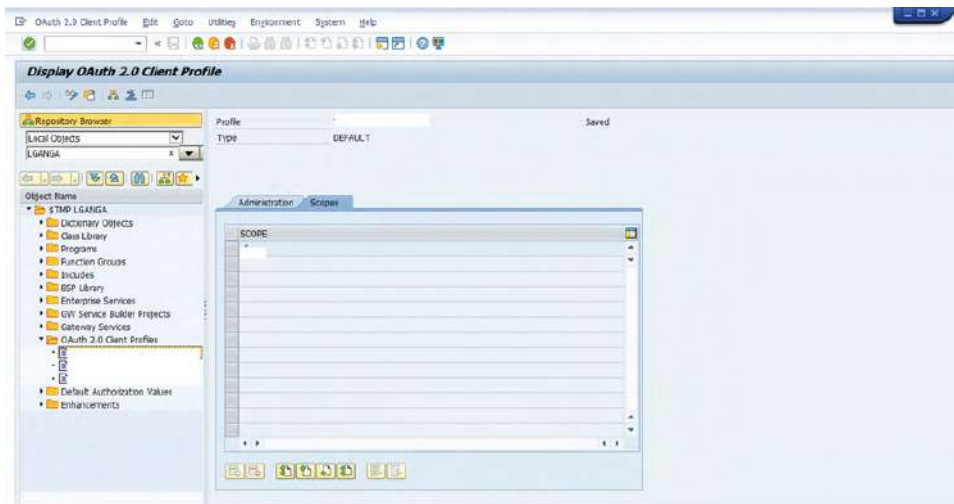 OAuth 2.0 Client Profile Edit Goto Utilities Environment System Help
Display OAuth 2.0 Client Profile
Repository Browser
Local Objects
LGANGA
Object Name
$TMP LGANGA
Dictionary Objects
Class Library
Programs
Function Groups
Includes
BSP Library
Enterprise Services
GW Service Builder Projects
Gateway Services
OAuth 2.0 Client Profiles
Default Authorization Values
Enhancements
Profile Saved
Type DEFAULT
Administration Scopes
SCOPE